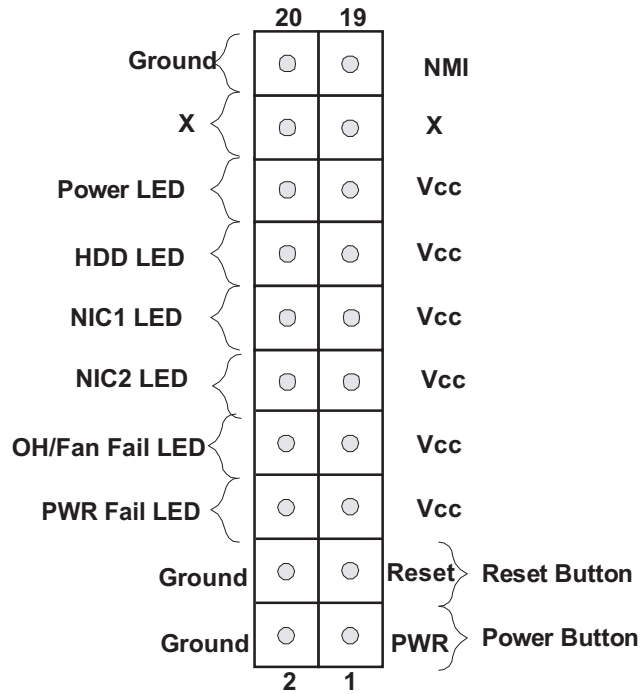 20 19
Ground NMI
X X
Power LED Vcc
HDD LED Vcc
NIC1 LED Vcc
NIC2 LED Vcc
OH/Fan Fail LED Vcc
PWR Fail LED Vcc
Ground Reset Reset Button
Ground PWR Power Button
2 1